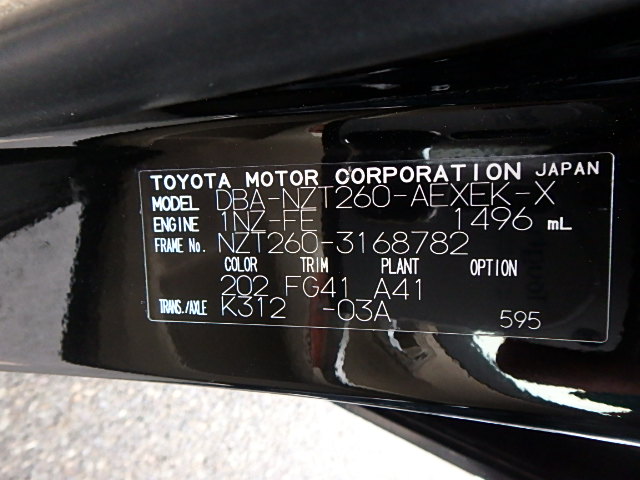 TOYOTA MOTOR CORPORATION JAPAN
MODEL DBA-NZT260-AEXEK-X
ENGINE 1NZ-FE 1496 mL
FRAME No. NZT260-3168782
COLOR TRIM PLANT OPTION
202 FG41 A41
TRANS./AXLE K312 -03A 595